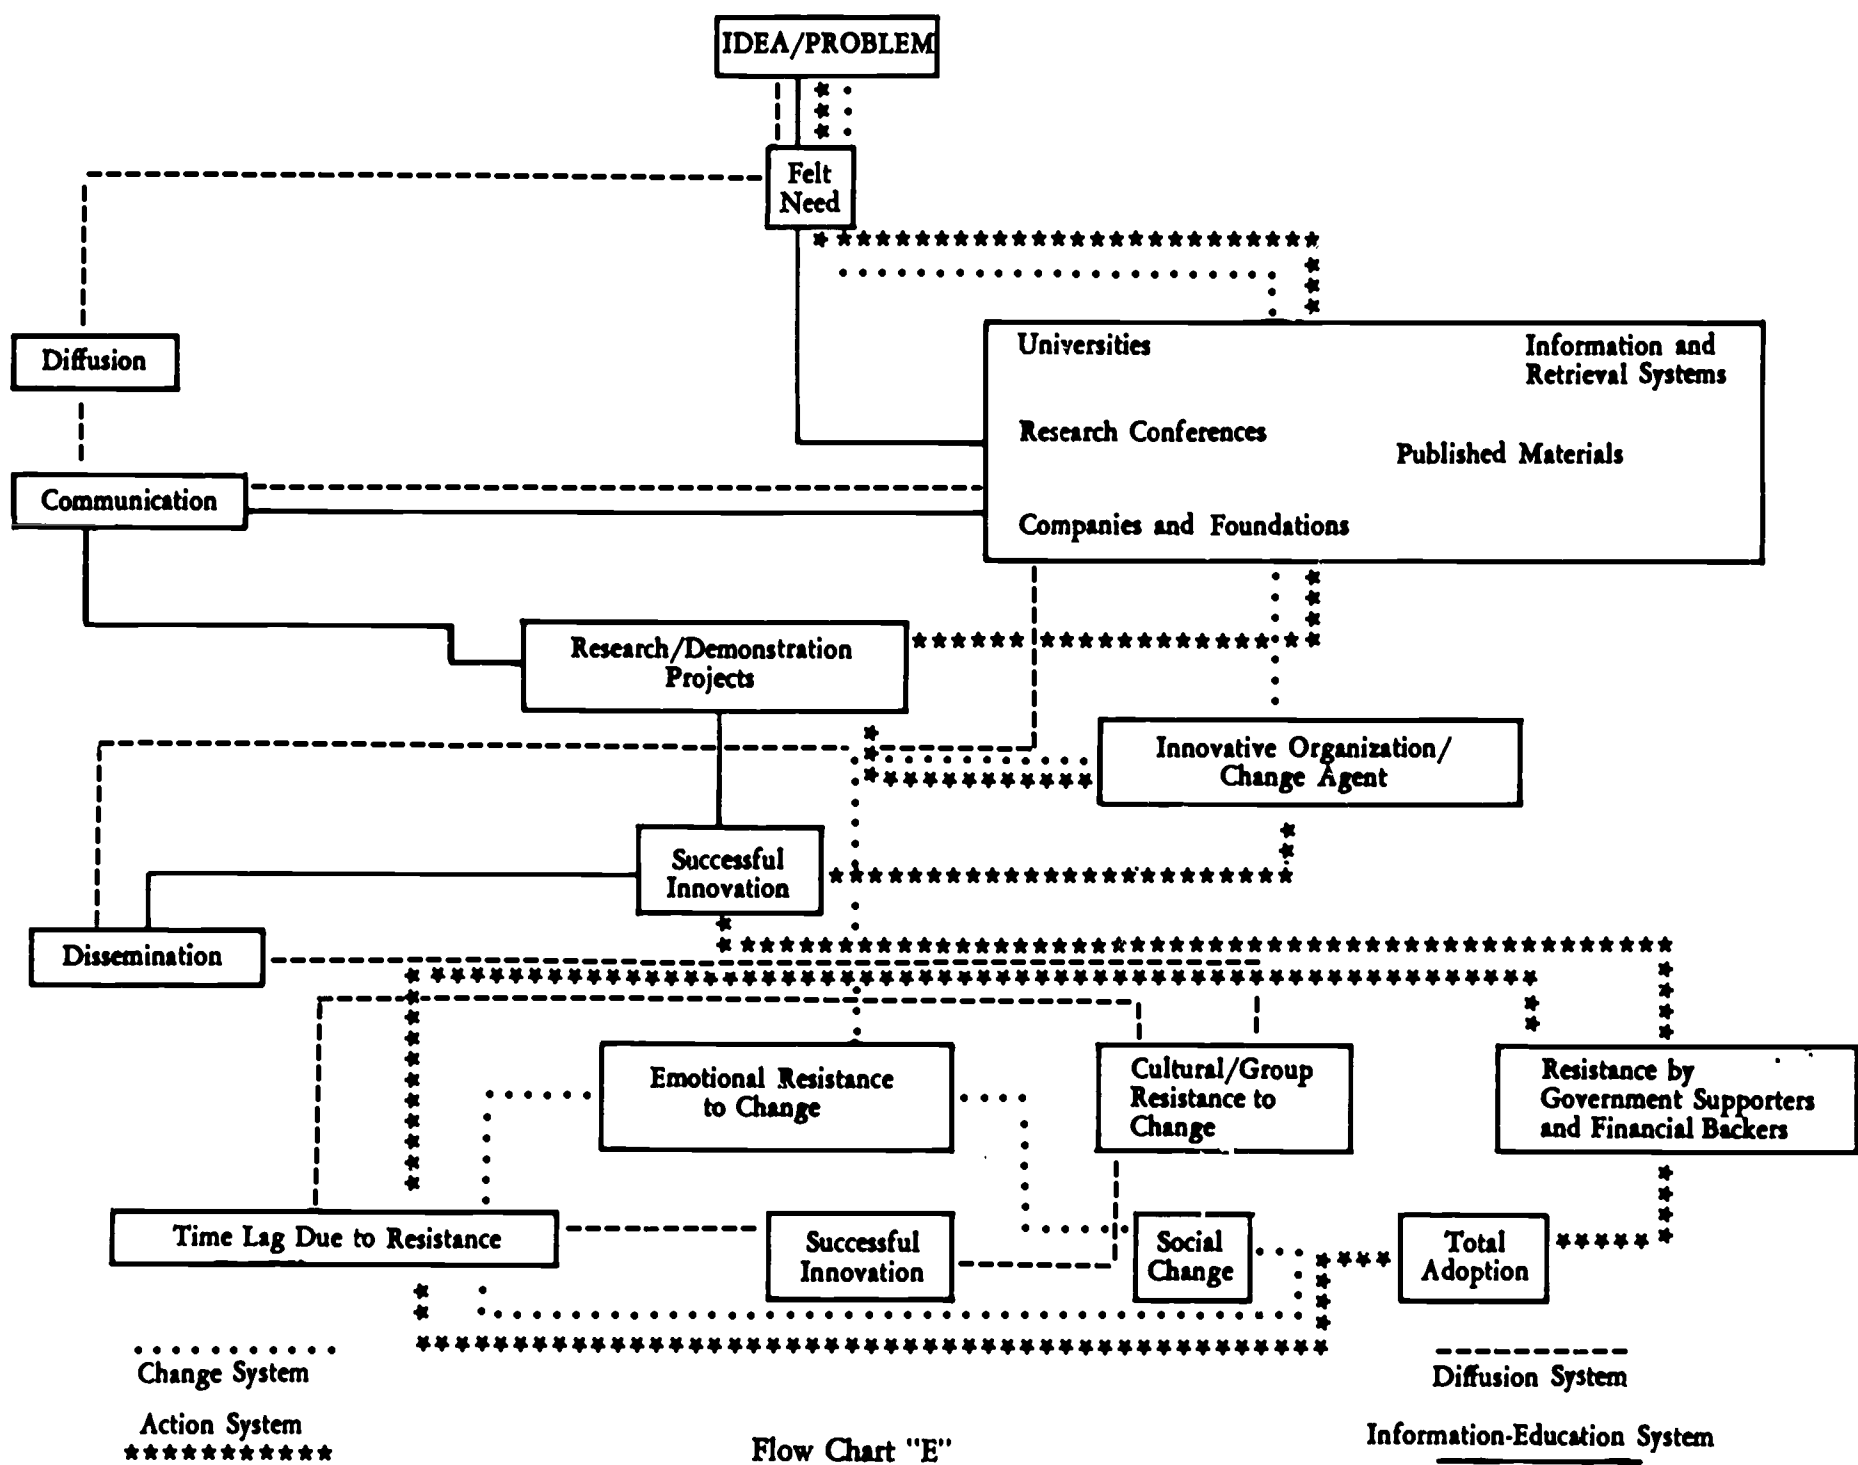 IDEA/PROBLEM
Felt
Need
Diffusion
Universities
Information and
Retrieval Systems
Research Conferences
Published Materials
Communication
Companies and Foundations
Research/Demonstration
Projects
Innovative Organization/
Change Agent
Successful
Innovation
Dissemination
Emotional Resistance
to Change
Cultural/Group
Resistance to
Change
Resistance by
Government Supporters
and Financial Backers
Time Lag Due to Resistance
Successful
Innovation
Social
Change
Total
Adoption
Change System
Diffusion System
Action System
Information-Education System
Flow Chart "E"